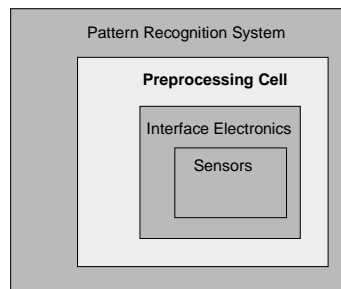 Pattern Recognition System
Preprocessing Cell
Interface Electronics
Sensors